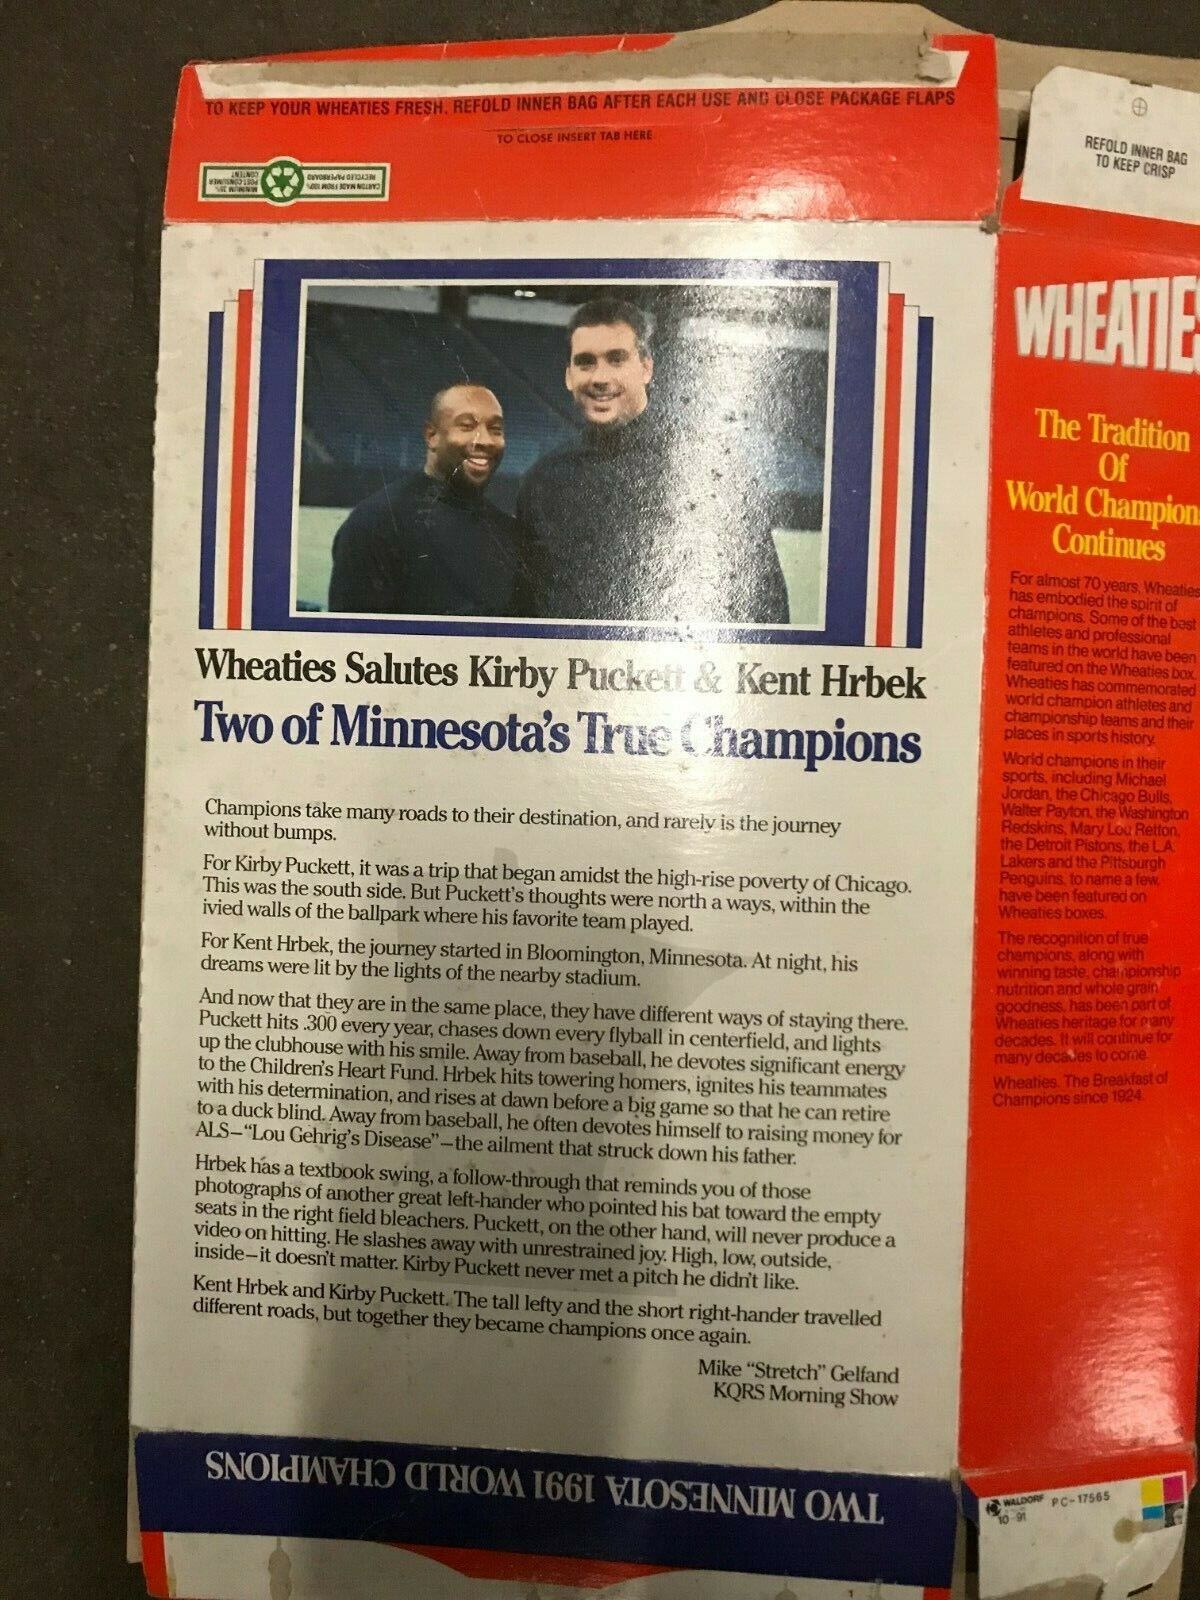 TO KEEP YOUR WHEATIES FRESH, REFOLD INNER BAG AFTER EACH USE AND CLOSE PACKAGE FLAPS
TO CLOSE INSERT TAB HERE
CARTON MADE FROM 100%
RECYCLED PAPERBOARD
MINIMUM 35%
POST-CONSUMER
CONTENT
Wheaties Salutes Kirby Puckett & Kent Hrbek
Two of Minnesota's True Champions
Champions take many roads to their destination, and rarely is the journey
without bumps.
For Kirby Puckett, it was a trip that began amidst the high-rise poverty of Chicago.
This was the south side. But Puckett's thoughts were north a ways, within the
ivied walls of the ballpark where his favorite team played.
For Kent Hrbek, the journey started in Bloomington, Minnesota. At night, his
dreams were lit by the lights of the nearby stadium.
And now that they are in the same place, they have different ways of staying there.
Puckett hits .300 every year, chases down every flyball in centerfield, and lights
up the clubhouse with his smile. Away from baseball, he devotes significant energy
to the Children's Heart Fund. Hrbek hits towering homers, ignites his teammates
with his determination, and rises at dawn before a big game so that he can retire
to a duck blind. Away from baseball, he often devotes himself to raising money for
ALS–"Lou Gehrig's Disease"–the ailment that struck down his father.
Hrbek has a textbook swing, a follow-through that reminds you of those
photographs of another great left-hander who pointed his bat toward the empty
seats in the right field bleachers. Puckett, on the other hand, will never produce a
video on hitting. He slashes away with unrestrained joy. High, low, outside,
inside–it doesn't matter. Kirby Puckett never met a pitch he didn't like.
Kent Hrbek and Kirby Puckett. The tall lefty and the short right-hander travelled
different roads, but together they became champions once again.
Mike "Stretch" Gelfand
KQRS Morning Show
TWO MINNESOTA 1991 WORLD CHAMPIONS
1
REFOLD INNER BAG
TO KEEP CRISP
WHEATIES
The Tradition
Of
World Champions
Continues
For almost 70 years, Wheaties
has embodied the spirit of
champions. Some of the best
athletes and professional
teams in the world have been
featured on the Wheaties box.
Wheaties has commemorated
world champion athletes and
championship teams and their
places in sports history.
World champions in their
sports, including Michael
Jordan, the Chicago Bulls,
Walter Payton, the Washington
Redskins, Mary Lou Retton,
the Detroit Pistons, the L.A.
Lakers and the Pittsburgh
Penguins, to name a few,
have been featured on
Wheaties boxes.
The recognition of true
champions, along with
winning taste, championship
nutrition and whole grain
goodness, has been part of
Wheaties heritage for many
decades. It will continue for
many decades to come.
Wheaties. The Breakfast of
Champions since 1924.
WALDORF PC-17565
10-91